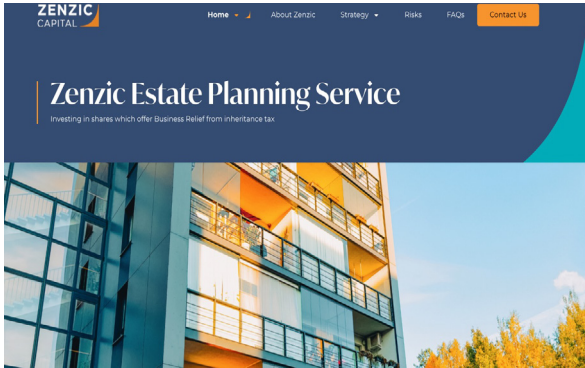 ZENZIC
CAPITAL
Home
About Zenzic
Strategy
Risks
FAQs
Contact Us
Zenzic Estate Planning Service
Investing in shares which offer Business Relief from inheritance tax